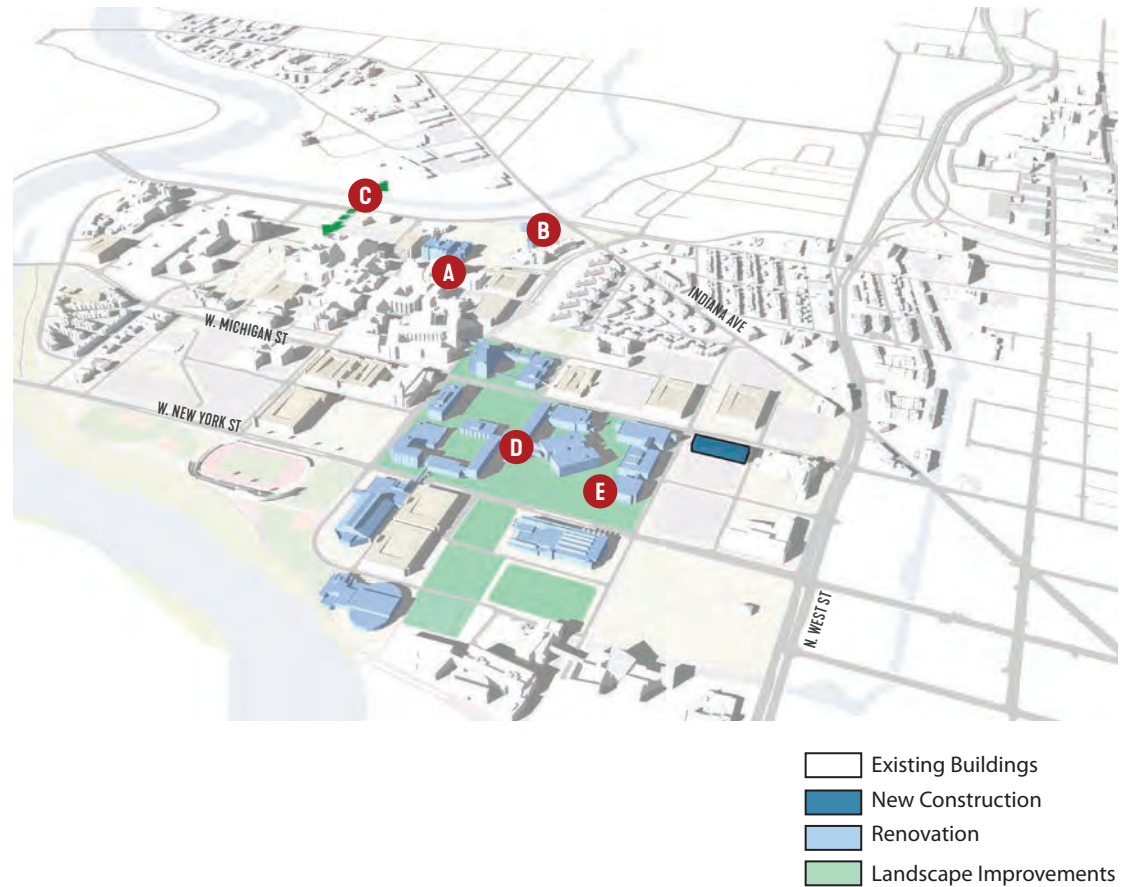 C
B
A
INDIANA AVE
W. MICHIGAN ST
W. NEW YORK ST
D
E
N. WEST ST
Existing Buildings
New Construction
Renovation
Landscape Improvements